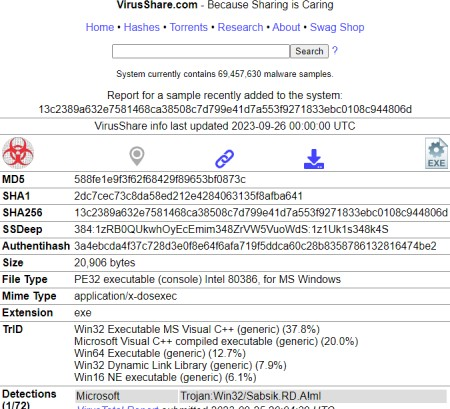 VirusShare.com - Because Sharing is Caring
Home • Hashes • Torrents • Research • About • Swag Shop
Search ?
System currently contains 69,457,630 malware samples.
Report for a sample recently added to the system:
13c2389a632e7581468ca38508c7d799e41d7a553f9271833ebc0108c944806d
VirusShare info last updated 2023-09-26 00:00:00 UTC
EXE
MD5 588fe1e9f3f62f68429f89653bf0873c
SHA1 2dc7cec73c8da58ed212e4284063135f8afba641
SHA256 13c2389a632e7581468ca38508c7d799e41d7a553f9271833ebc0108c944806d
SSDeep 384:1zRB0QUkwhOyEcEmim348ZrVW5VuoWdS:1z1Uk1s348k4S
Authentihash 3a4ebcda4f37c728d3e0f8e64f6afa719f5ddca60c28b8358786132816474be2
Size 20,906 bytes
File Type PE32 executable (console) Intel 80386, for MS Windows
Mime Type application/x-dosexec
Extension exe
TrID Win32 Executable MS Visual C++ (generic) (37.8%)
Microsoft Visual C++ compiled executable (generic) (20.0%)
Win64 Executable (generic) (12.7%)
Win32 Dynamic Link Library (generic) (7.9%)
Win16 NE executable (generic) (6.1%)
Detections Microsoft Trojan:Win32/Sabsik.RD.A!ml
(1/72)